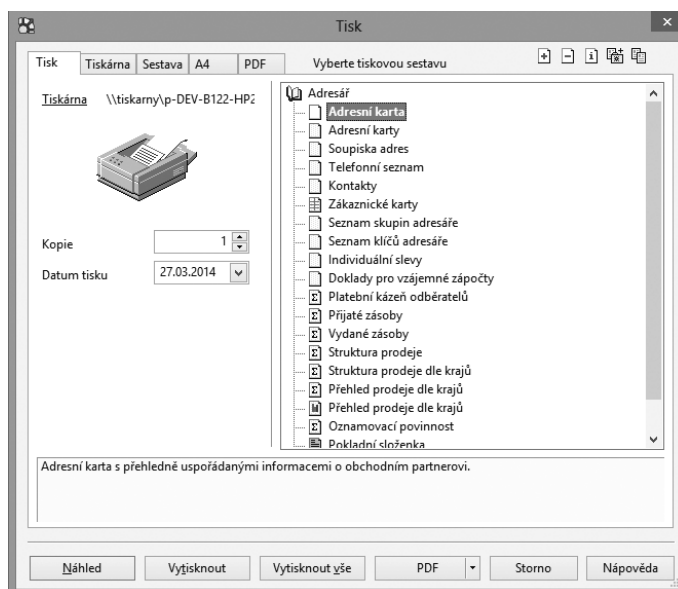 Tisk
Tisk Tiskárna Sestava A4 PDF Vyberte tiskovou sestavu
Tiskárna \\tiskarny\p-DEV-B122-HP2
Kopie 1
Datum tisku 27.03.2014
Adresář
Adresní karta
Adresní karty
Soupiska adres
Telefonní seznam
Kontakty
Zákaznické karty
Seznam skupin adresáře
Seznam klíčů adresáře
Individuální slevy
Doklady pro vzájemné zápočty
Platební kázeň odběratelů
Přijaté zásoby
Vydané zásoby
Struktura prodeje
Struktura prodeje dle krajů
Přehled prodeje dle krajů
Přehled prodeje dle krajů
Oznamovací povinnost
Pokladní složenka
Adresní karta s přehledně uspořádanými informacemi o obchodním partnerovi.
Náhled Vytisknout Vytisknout vše PDF Storno Nápověda